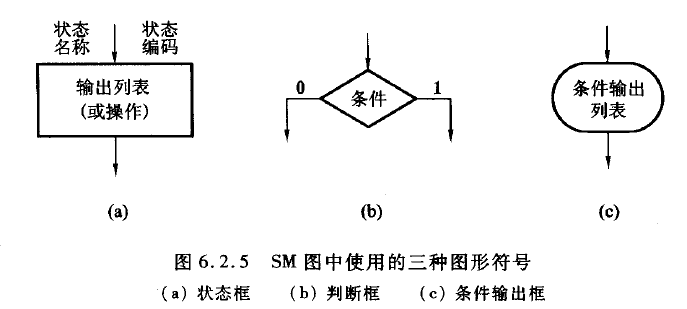 状态 状态
名称 编码
输出列表
(或操作)
0 条件 1
条件输出
列表
(a) (b) (c)
图 6.2.5 SM 图中使用的三种图形符号
(a) 状态框 (b) 判断框 (c) 条件输出框